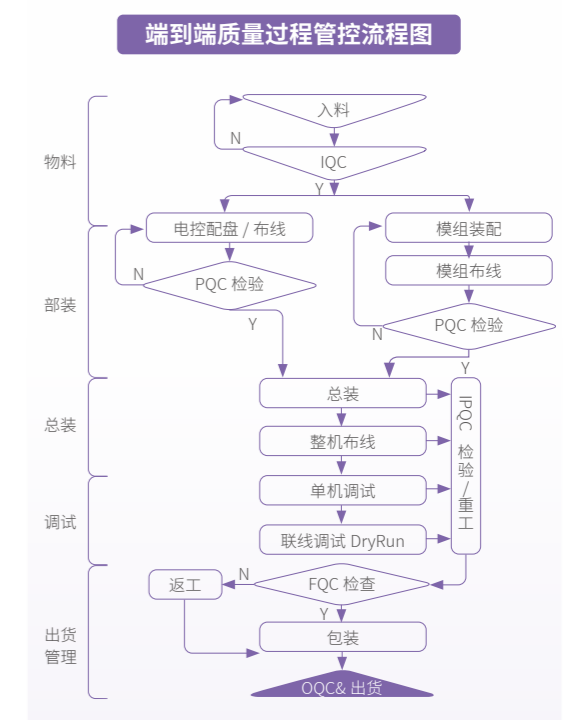 端到端质量过程管控流程图
入料
N
物料
IQC
Y
电控配盘 / 布线
模组装配
模组布线
N
PQC 检验
部装
PQC 检验
N
Y
Y
总装
IPQC 检验/重工
总装
整机布线
单机调试
调试
联线调试 DryRun
N
FQC 检查
返工
Y
出货
管理
包装
OQC& 出货